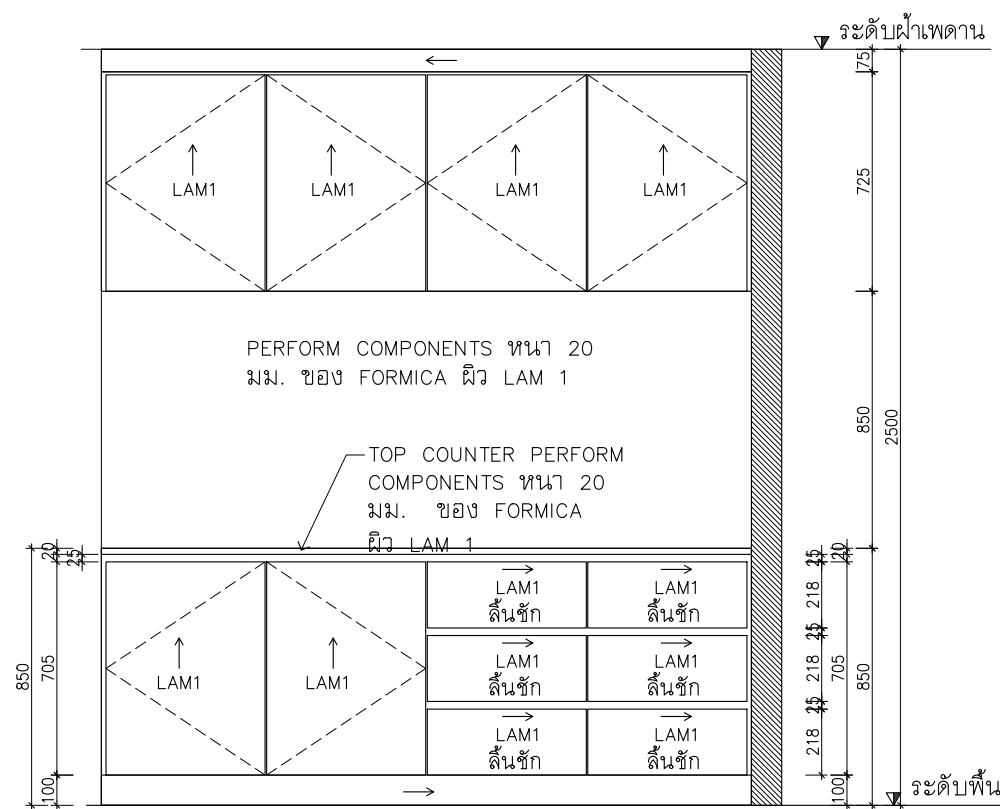 ระดับฝ้าเพดาน
75
LAM1 LAM1 LAM1 LAM1
725
PERFORM COMPONENTS หนา 20
มม. ของ FORMICA ผิว LAM 1
850
2500
TOP COUNTER PERFORM
COMPONENTS หนา 20
มม. ของ FORMICA
ผิว LAM 1
20
25
25
20
LAM1 LAM1
ลิ้นชัก ลิ้นชัก
218
25
850
705
LAM1 LAM1
LAM1 LAM1
ลิ้นชัก ลิ้นชัก
218
705
850
25
LAM1 LAM1
ลิ้นชัก ลิ้นชัก
218
100
100
ระดับพื้น